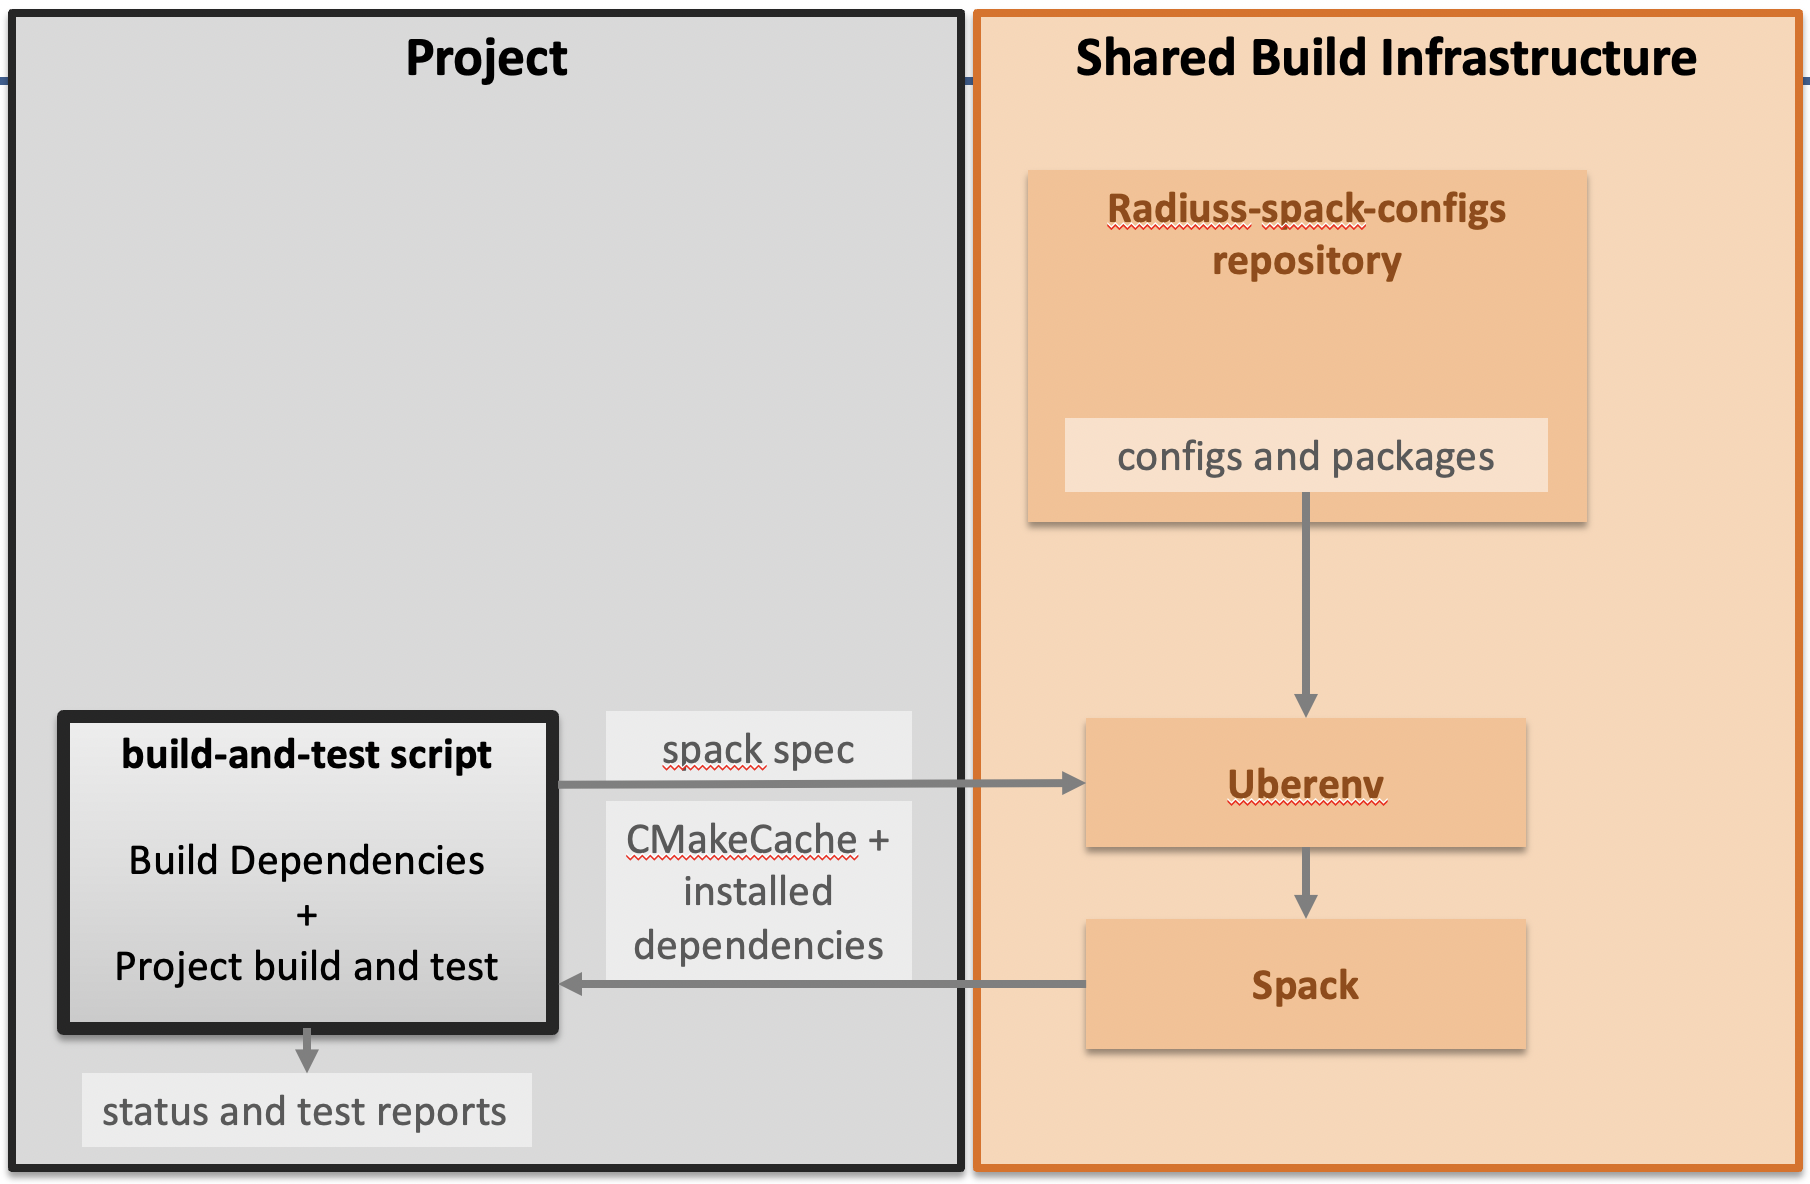 Project
build-and-test script
Build Dependencies
+
Project build and test
status and test reports
spack spec
CMakeCache +
installed
dependencies
Shared Build Infrastructure
Radiuss-spack-configs
repository
configs and packages
Uberenv
Spack